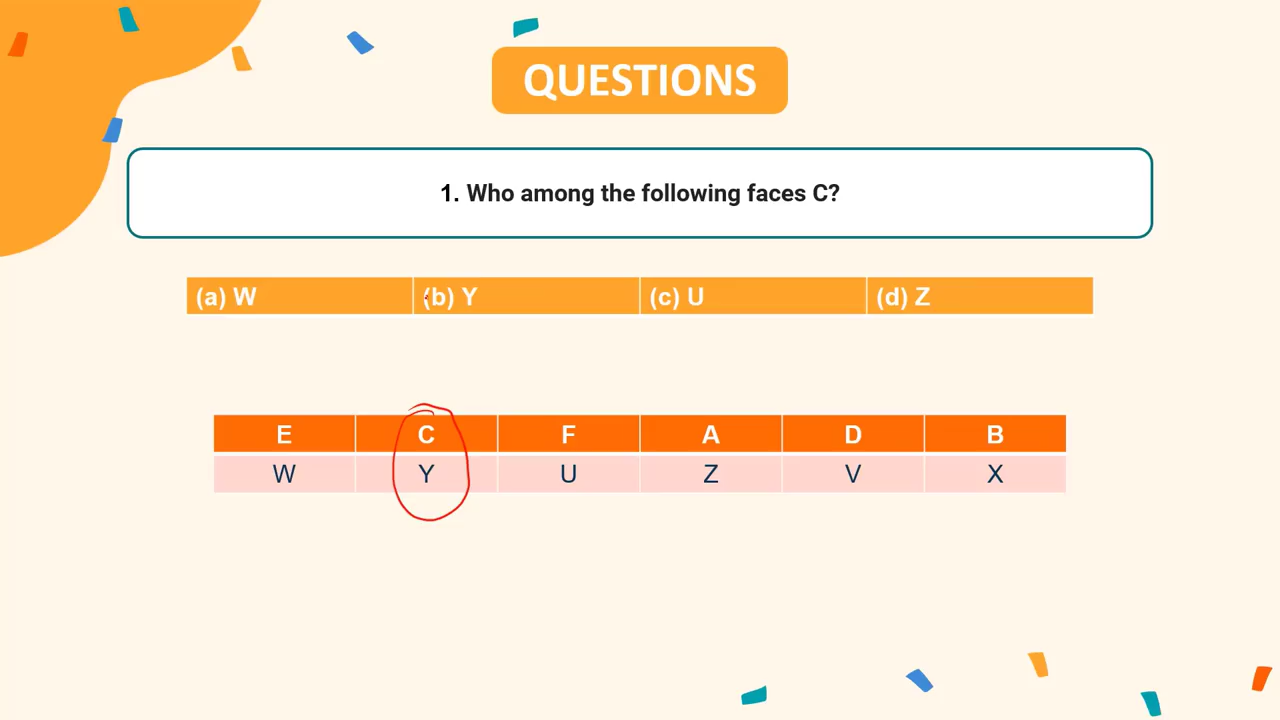 QUESTIONS
1. Who among the following faces C?
(a) W (b) Y (c) U (d) Z
E C F A D B
W Y U Z V X